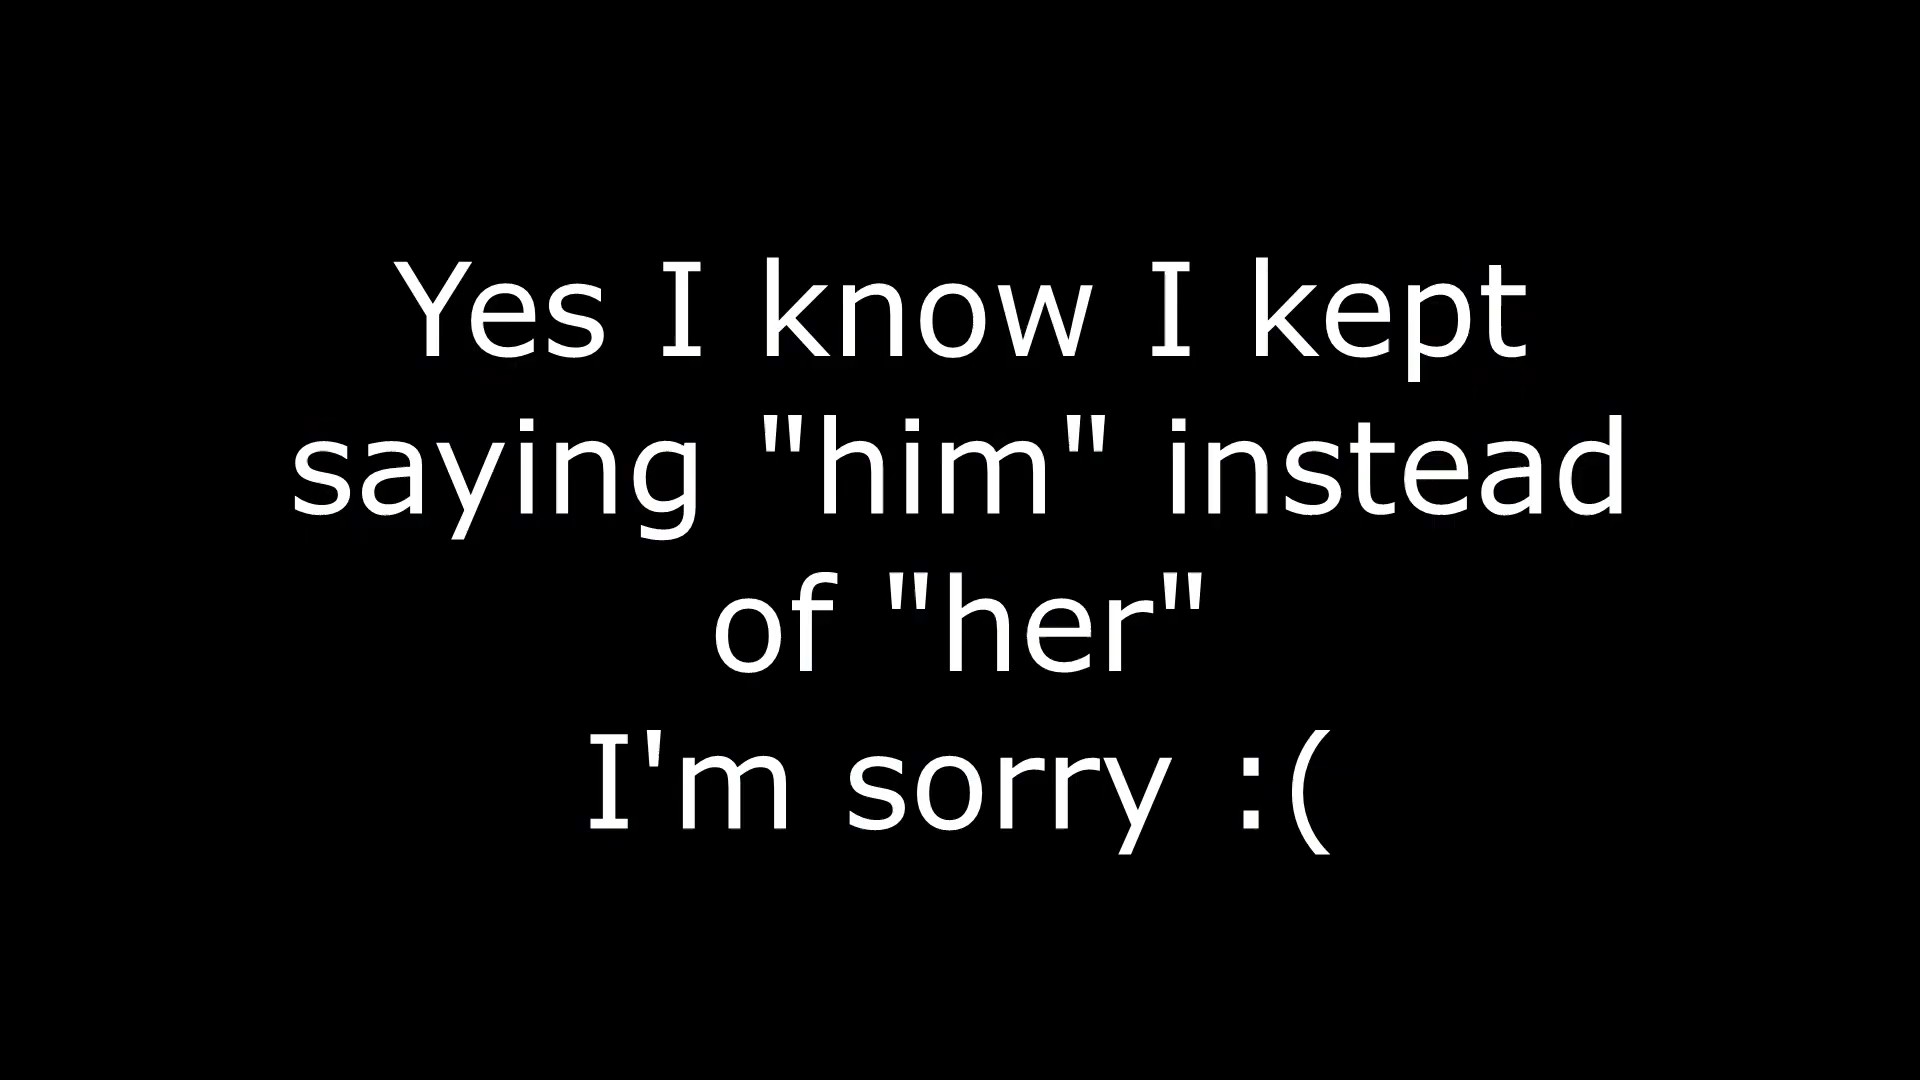 Yes I know I kept
saying "him" instead
of "her"
I'm sorry :(